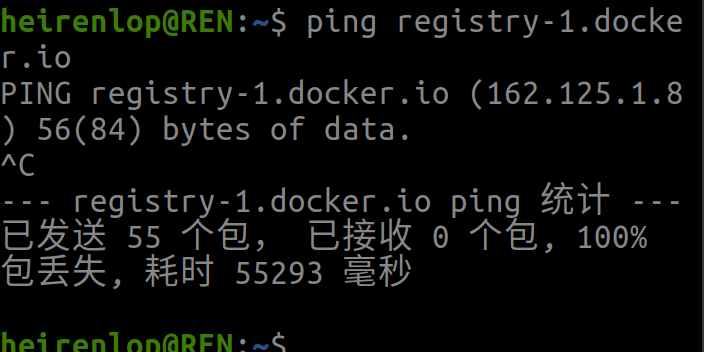 heirenlop@REN:~$ ping registry-1.docke
r.io
PING registry-1.docker.io (162.125.1.8
) 56(84) bytes of data.
^C
--- registry-1.docker.io ping 统计 ---
已发送 55 个包， 已接收 0 个包, 100%
包丢失, 耗时 55293 毫秒
heirenlop@REN:~$